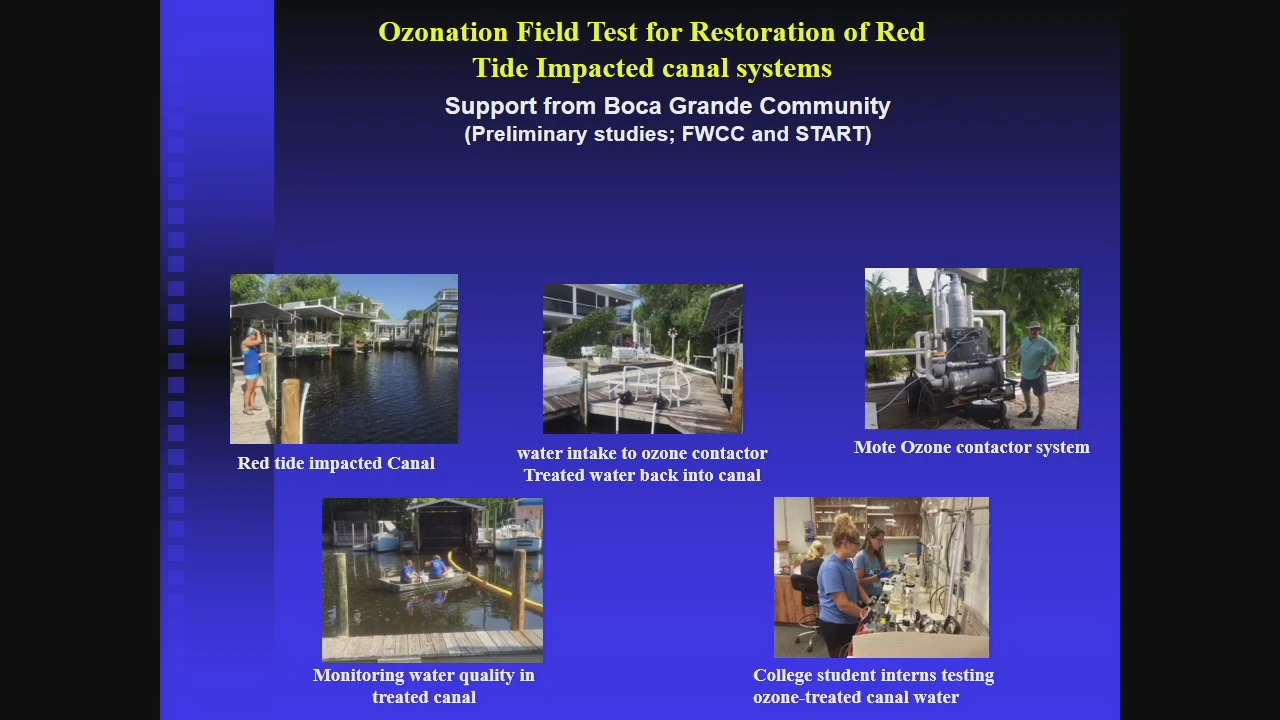 Ozonation Field Test for Restoration of Red
Tide Impacted canal systems
Support from Boca Grande Community
(Preliminary studies; FWCC and START)
Red tide impacted Canal
water intake to ozone contactor
Treated water back into canal
Mote Ozone contactor system
Monitoring water quality in
treated canal
College student interns testing
ozone-treated canal water